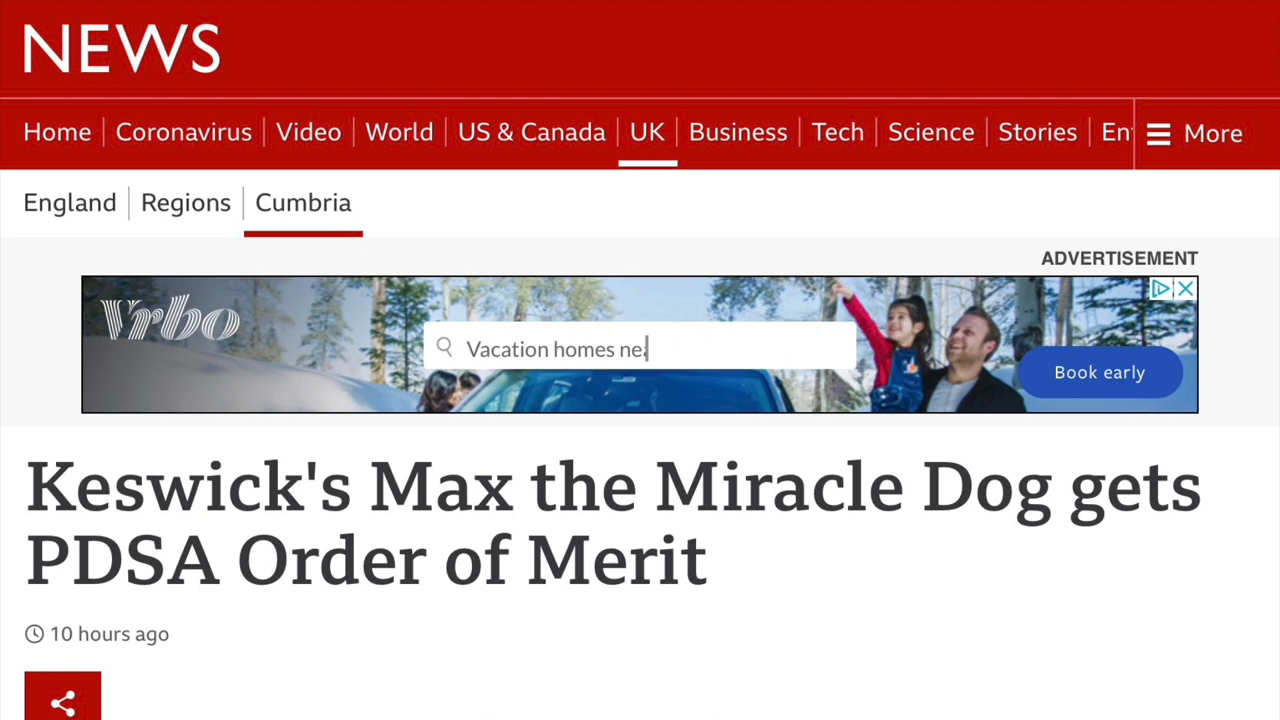 NEWS
Home Coronavirus Video World US & Canada UK Business Tech Science Stories En More
England Regions Cumbria
ADVERTISEMENT
Vrbo
Vacation homes ne
Book early
Keswick's Max the Miracle Dog gets
PDSA Order of Merit
10 hours ago